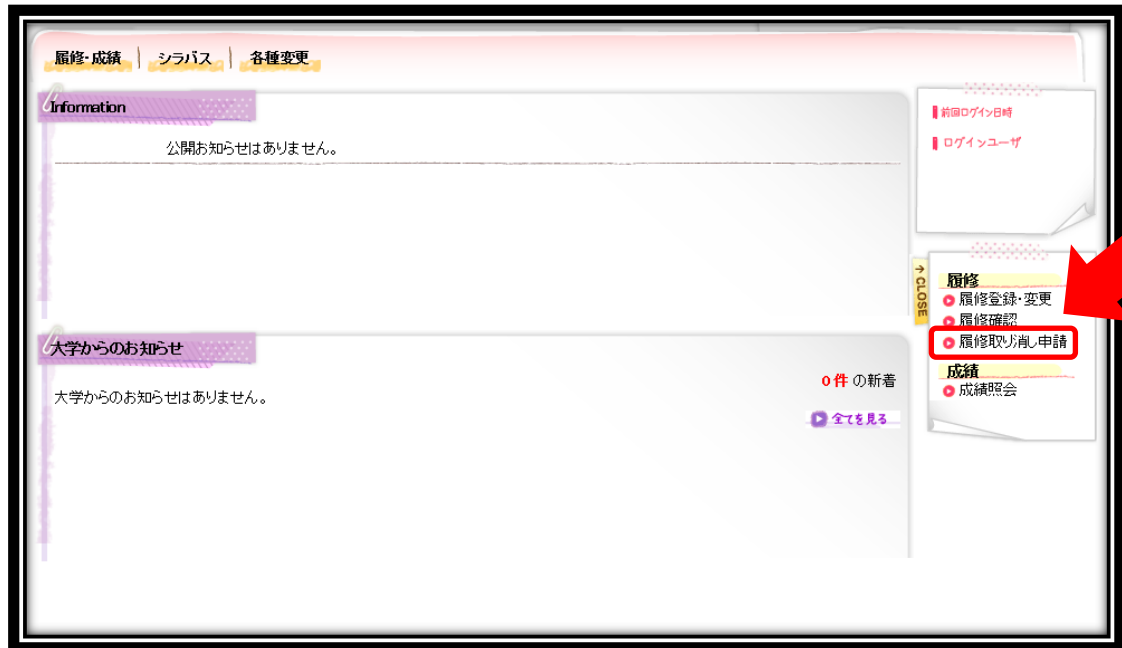 履修・成績 シラバス 各種変更
Information
公開お知らせはありません。
大学からのお知らせ
0件 の新着
大学からのお知らせはありません。
全てを見る
前回ログイン日時
ログインユーザ
↑ CLOSE
履修
履修登録・変更
履修確認
履修取り消し申請
成績
成績照会